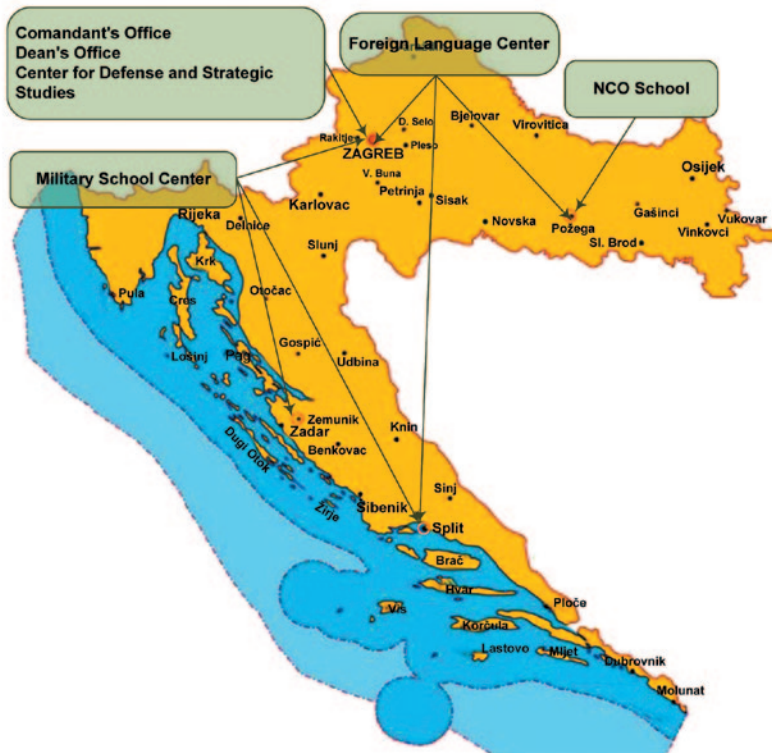 Comandant's Office
Dean's Office
Center for Defense and Strategic
Studies
Foreign Language Center
NCO School
Military School Center
D. Selo
Bjelovar
Virovitica
Rakitje
ZAGREB
Pleso
V. Buna
Petrinja
Sisak
Karlovac
Osijek
Rijeka
Delnice
Novska
Požega
Gašinci
Vukovar
Vinkovci
Sl. Brod
Slunj
Krk
Otočac
Pula
Cres
Lošinj
Pag
Gospić
Udbina
Zemunik
Zadar
Benkovac
Knin
Dugi Otok
Žirje
Šibenik
Sinj
Split
Brač
Hvar
Vis
Ploče
Korčula
Lastovo
Mljet
Dubrovnik
Molunat